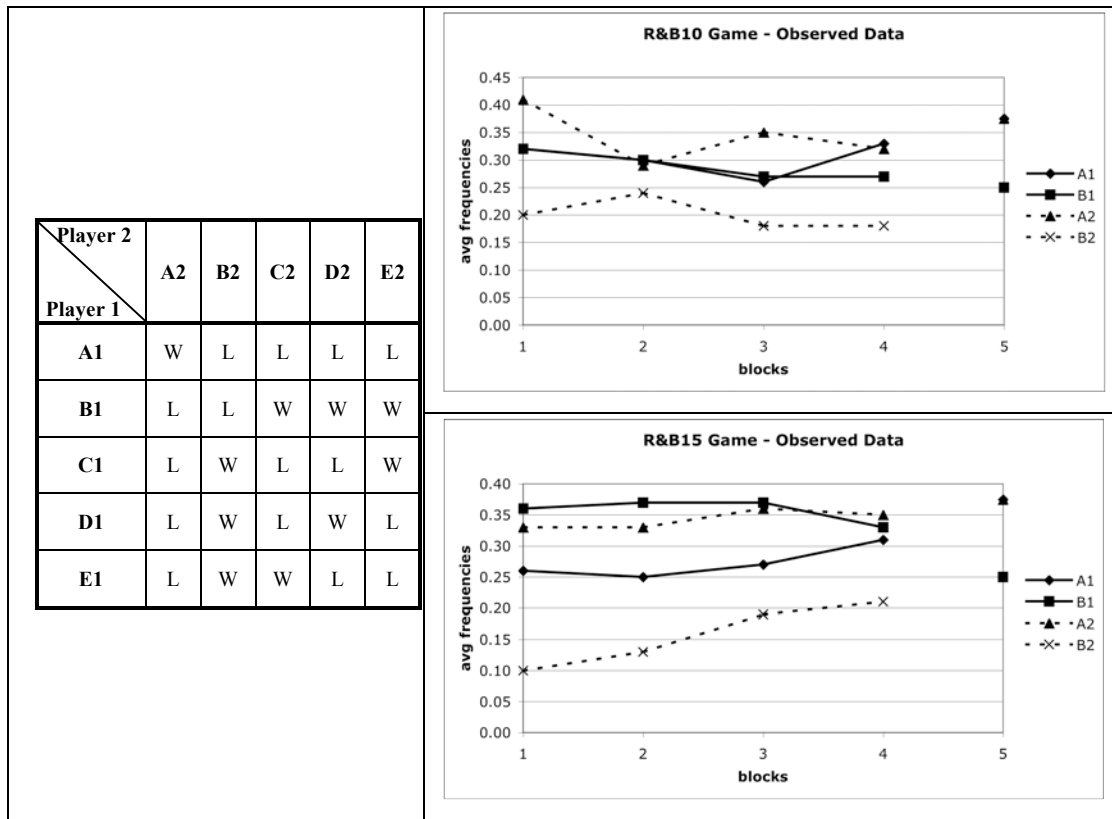 Player 2
Player 1
A2 B2 C2 D2 E2
A1 W L L L L
B1 L L W W W
C1 L W L L W
D1 L W L W L
E1 L W W L L
R&B10 Game - Observed Data
avg frequencies
0.45
0.40
0.35
0.30
0.25
0.20
0.15
0.10
0.05
0.00
1 2 3 4 5
blocks
A1
B1
A2
B2
R&B15 Game - Observed Data
avg frequencies
0.40
0.35
0.30
0.25
0.20
0.15
0.10
0.05
0.00
1 2 3 4 5
blocks
A1
B1
A2
B2